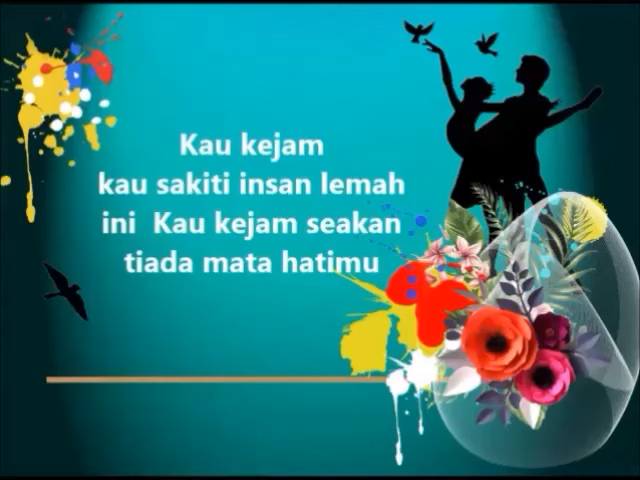 Kau kejam
kau sakiti insan lemah
ini Kau kejam seakan
tiada mata hatimu